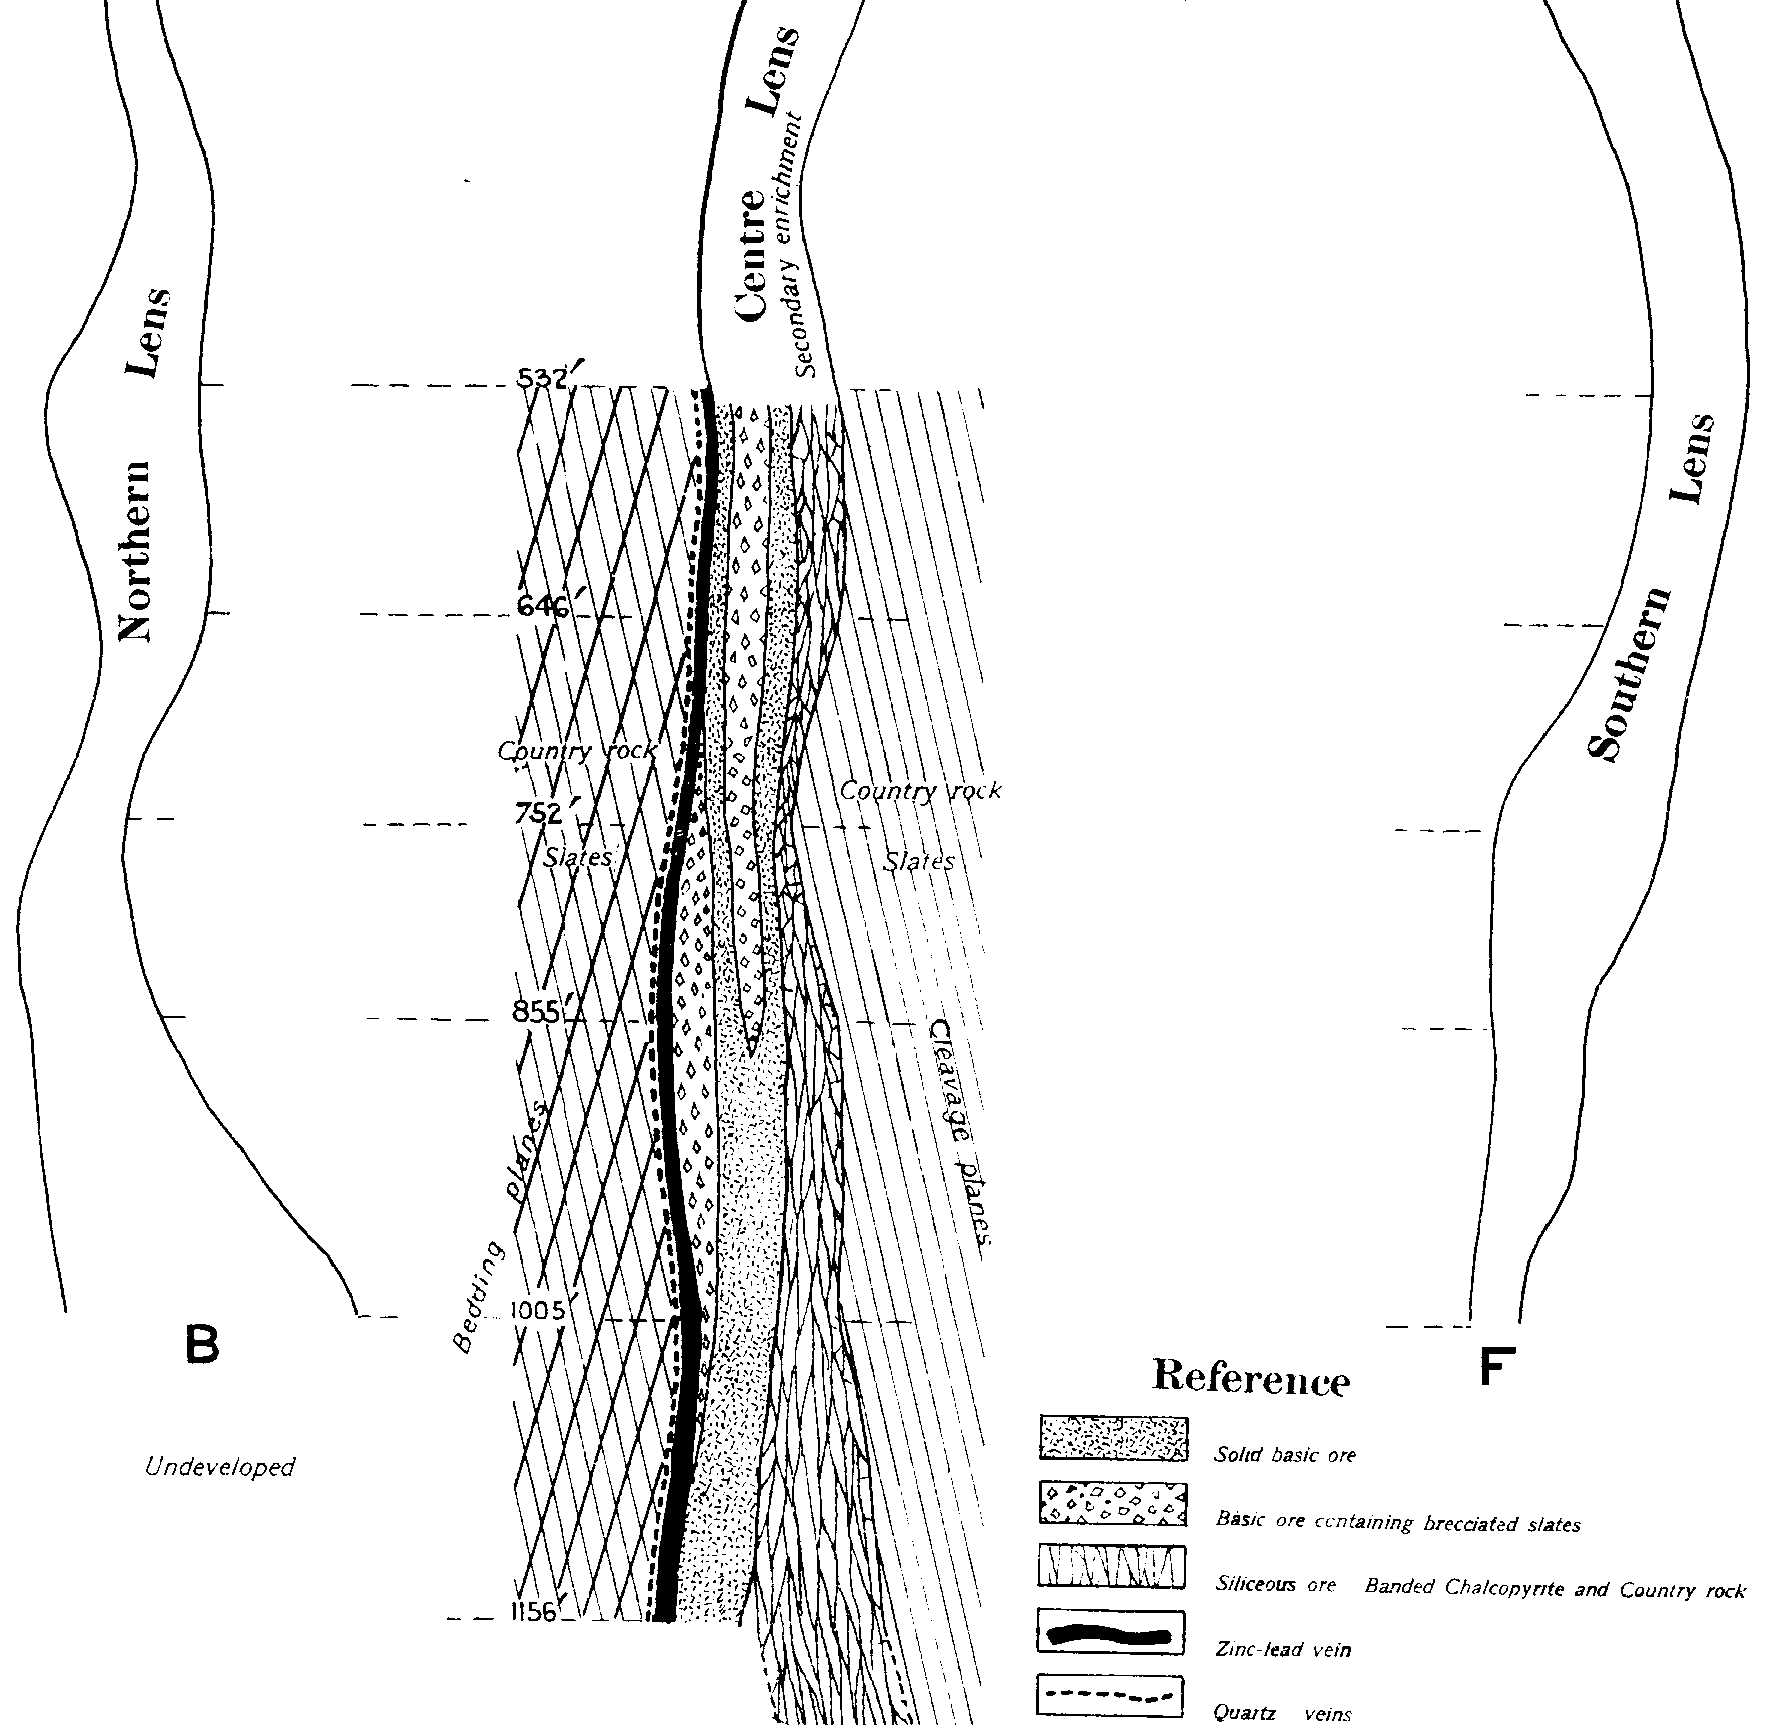 Northern Lens
Centre Lens
Secondary enrichment
Southern Lens
532'
646'
Country rock
752'
Slates
855'
Bedding planes
1005'
1156'
Country rock
Slates
Cleavage planes
B
F
Undeveloped
Reference
Solid basic ore
Basic ore containing brecciated slates
Siliceous ore Banded Chalcopyrite and Country rock
Zinc-lead vein
Quartz veins